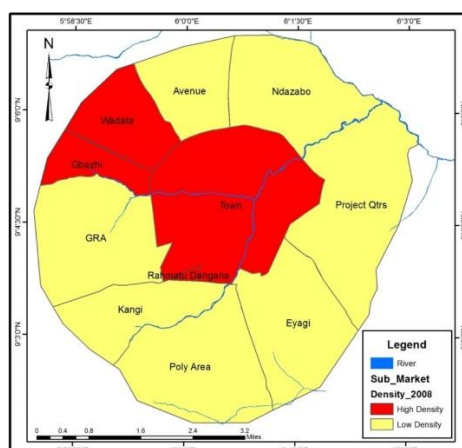 5°58'30"E 6°0'0"E 6°1'30"E 6°3'0"E
N
Avenue
Ndazabo
9°6'0"N
Wadata
Gbazhi
Town
Project Qtrs
9°4'30"N
GRA
Rahmatu Dangana
Kangi
Eyagi
9°3'0"N
Poly Area
Legend
River
Sub_Market
Density_2008
High Density
Low Density
0 0.4 0.8 1.6 2.4 3.2
Miles